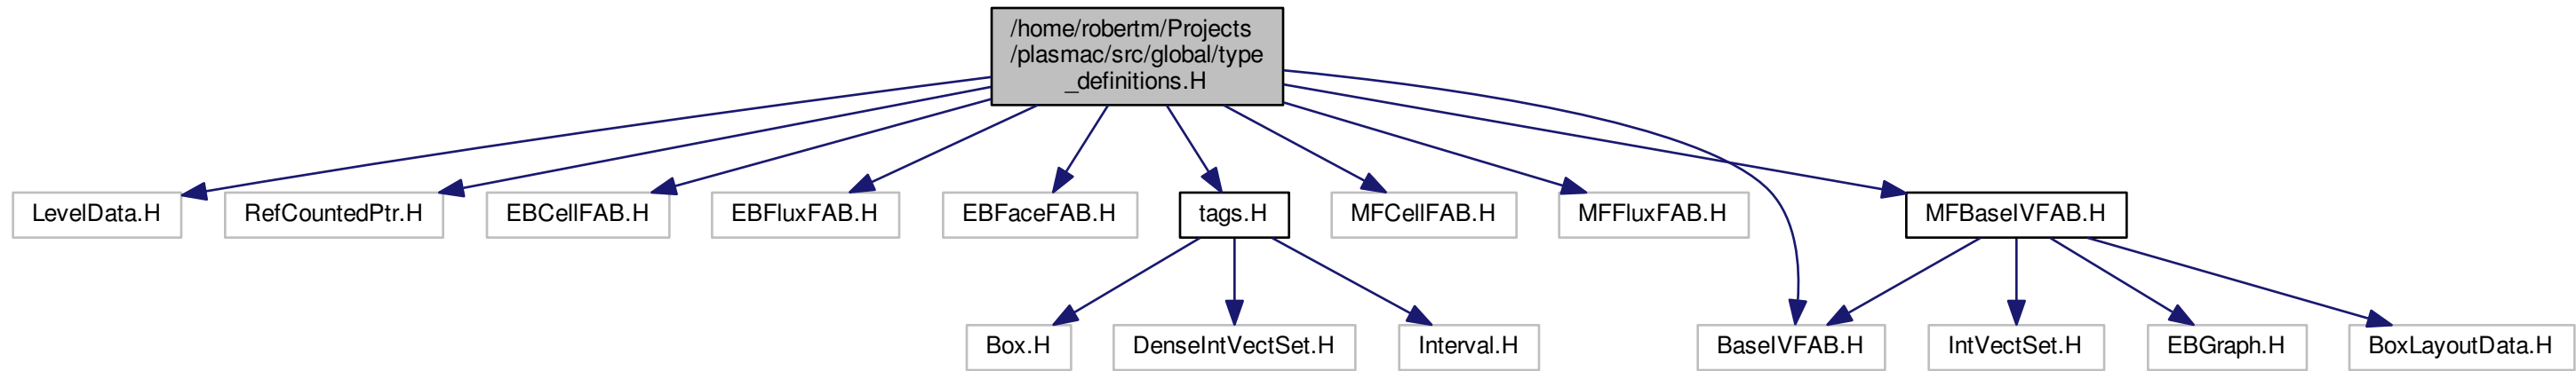 /home/robertm/Projects
/plasmac/src/global/type
_definitions.H
LevelData.H
RefCountedPtr.H
EBCellFAB.H
EBFluxFAB.H
EBFaceFAB.H
tags.H
MFCellFAB.H
MFFluxFAB.H
MFBaseIVFAB.H
Box.H
DenseIntVectSet.H
Interval.H
BaseIVFAB.H
IntVectSet.H
EBGraph.H
BoxLayoutData.H